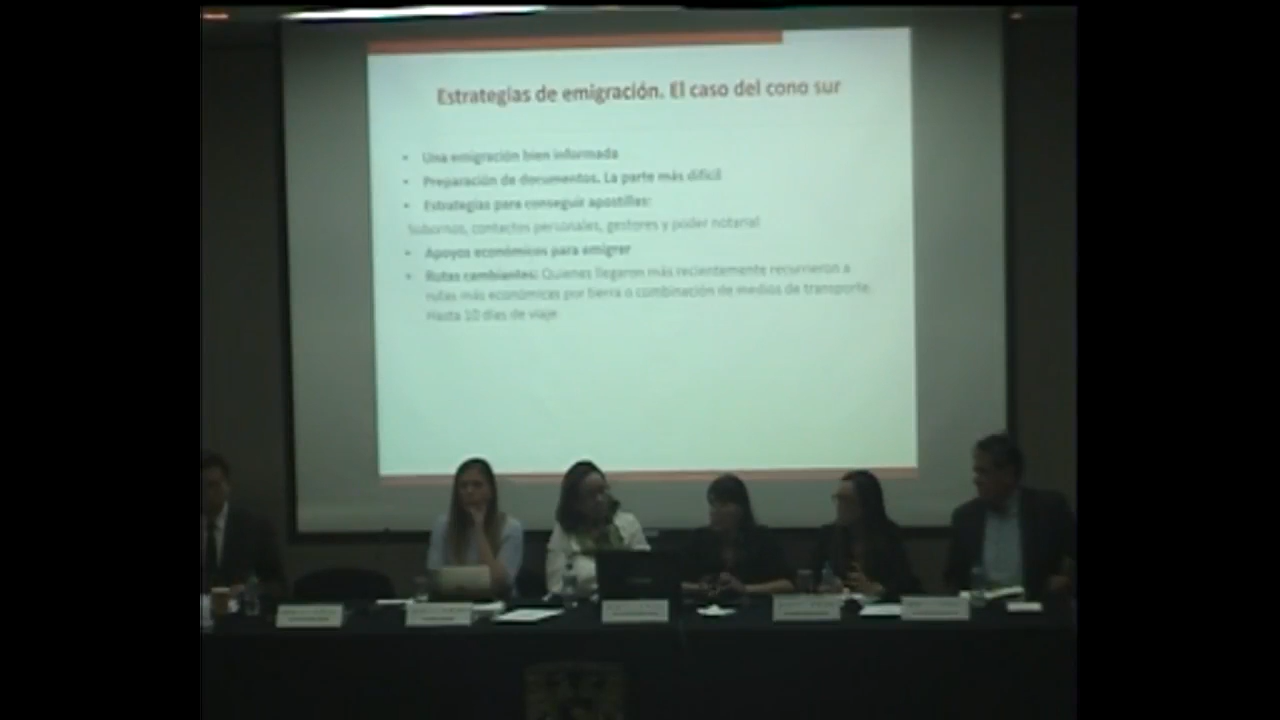 Estrategias de emigración. El caso del cono sur
• Una emigración bien informada
• Preparación de documentos. La parte más difícil
• Estrategias para conseguir apostillas:
Sobornos, contactos personales, gestores y poder notarial
• Apoyos económicos para emigrar
• Rutas cambiantes: Quienes llegaron más recientemente recurrieron a
rutas más económicas por tierra o combinación de medios de transporte.
Hasta 10 días de viaje